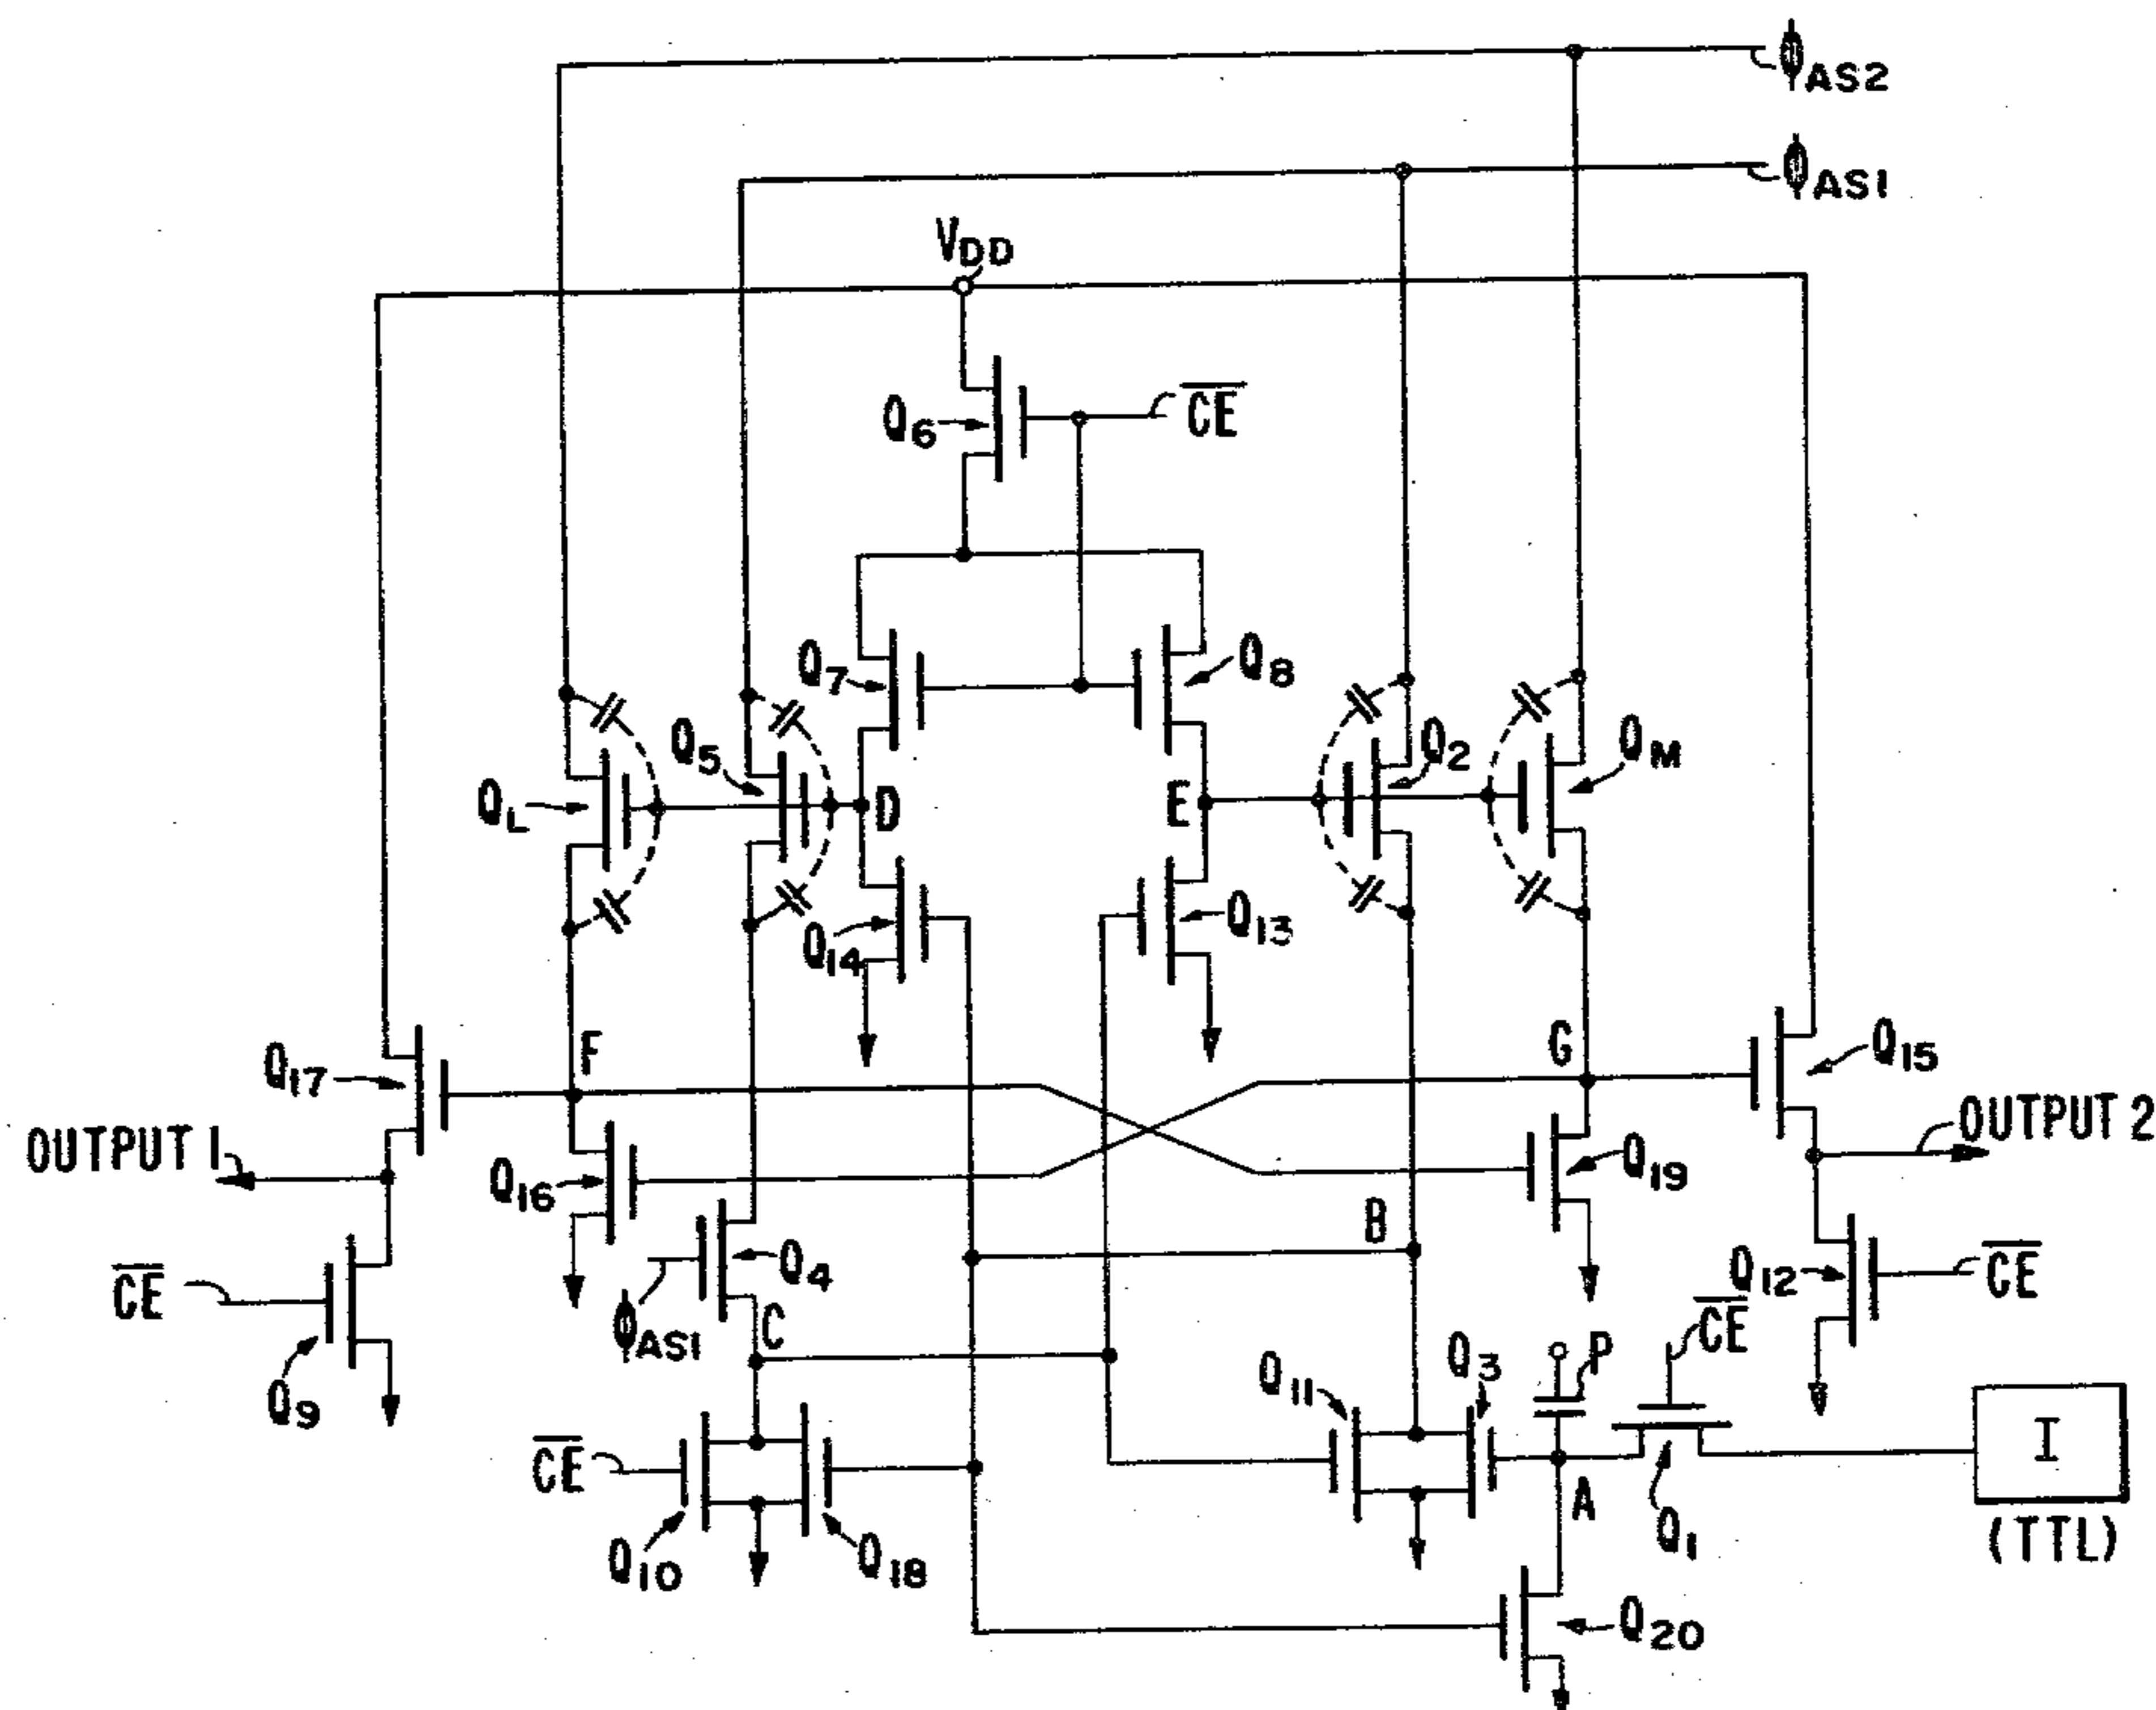 ΦAS2
ΦAS1
VDD
Q6
CE̅
Q7
Q8
Q5
Q2
QM
QL
D
E
Q14
Q13
F
G
Q17
Q15
OUTPUT 1
OUTPUT 2
Q16
Q19
B
Q4
Q12
CE̅
CE̅
ΦAS1
C
CE̅
Q11
Q3
P
Q9
I
CE̅
A
Q1
(TTL)
Q10
Q18
Q20